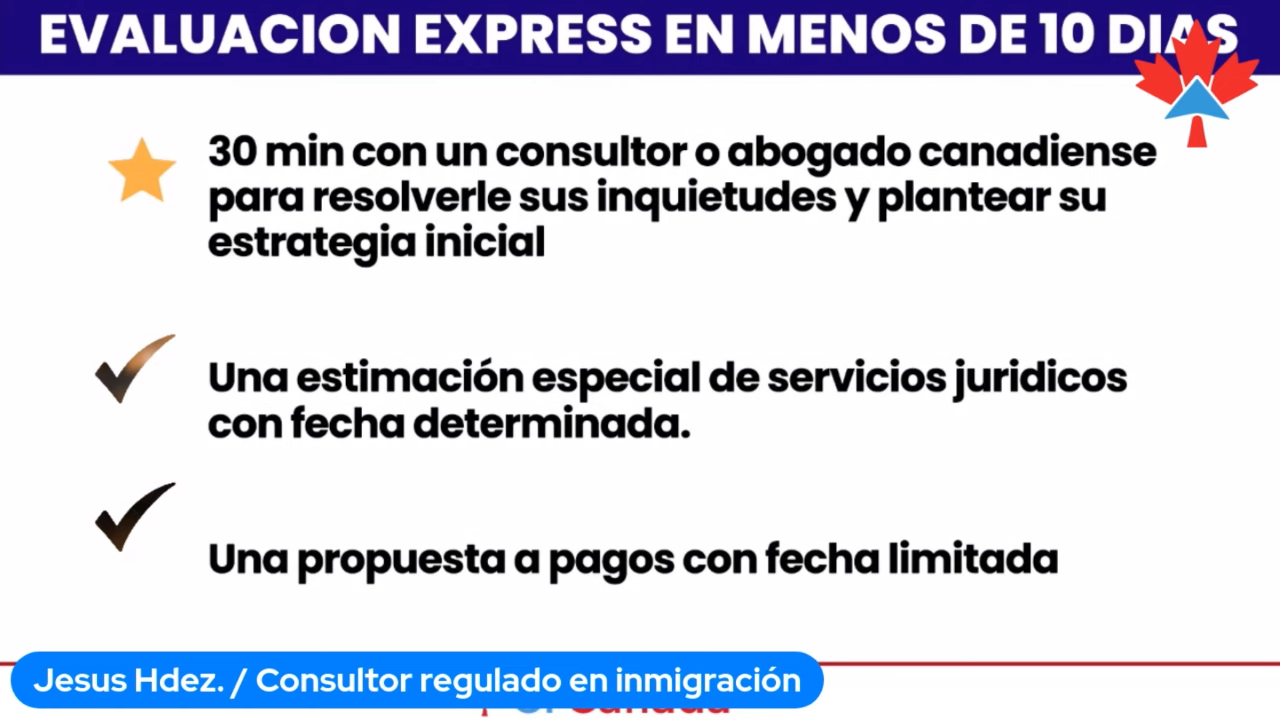 EVALUACION EXPRESS EN MENOS DE 10 DIAS
30 min con un consultor o abogado canadiense
para resolverle sus inquietudes y plantear su
estrategia inicial
Una estimación especial de servicios juridicos
con fecha determinada.
Una propuesta a pagos con fecha limitada
Jesus Hdez. / Consultor regulado en inmigración